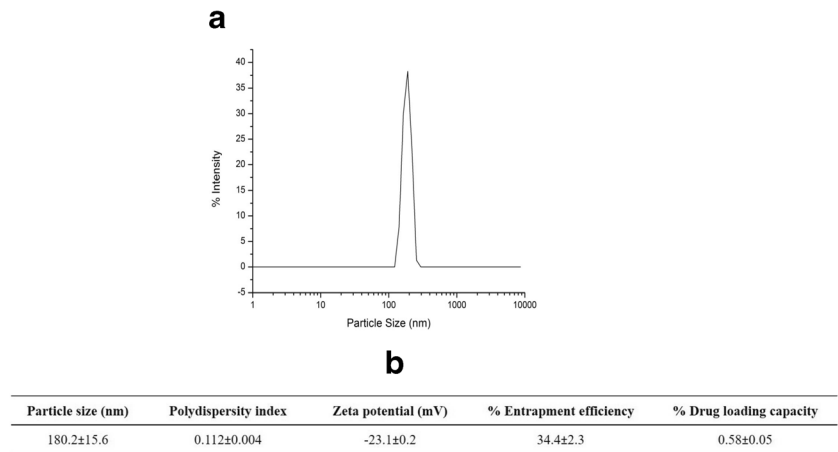 a
40
35
30
25
20
15
10
5
0
-5
% Intensity
1 10 100 1000 10000
Particle Size (nm)
b
Particle size (nm) Polydispersity index Zeta potential (mV) % Entrapment efficiency % Drug loading capacity
180.2±15.6 0.112±0.004 -23.1±0.2 34.4±2.3 0.58±0.05